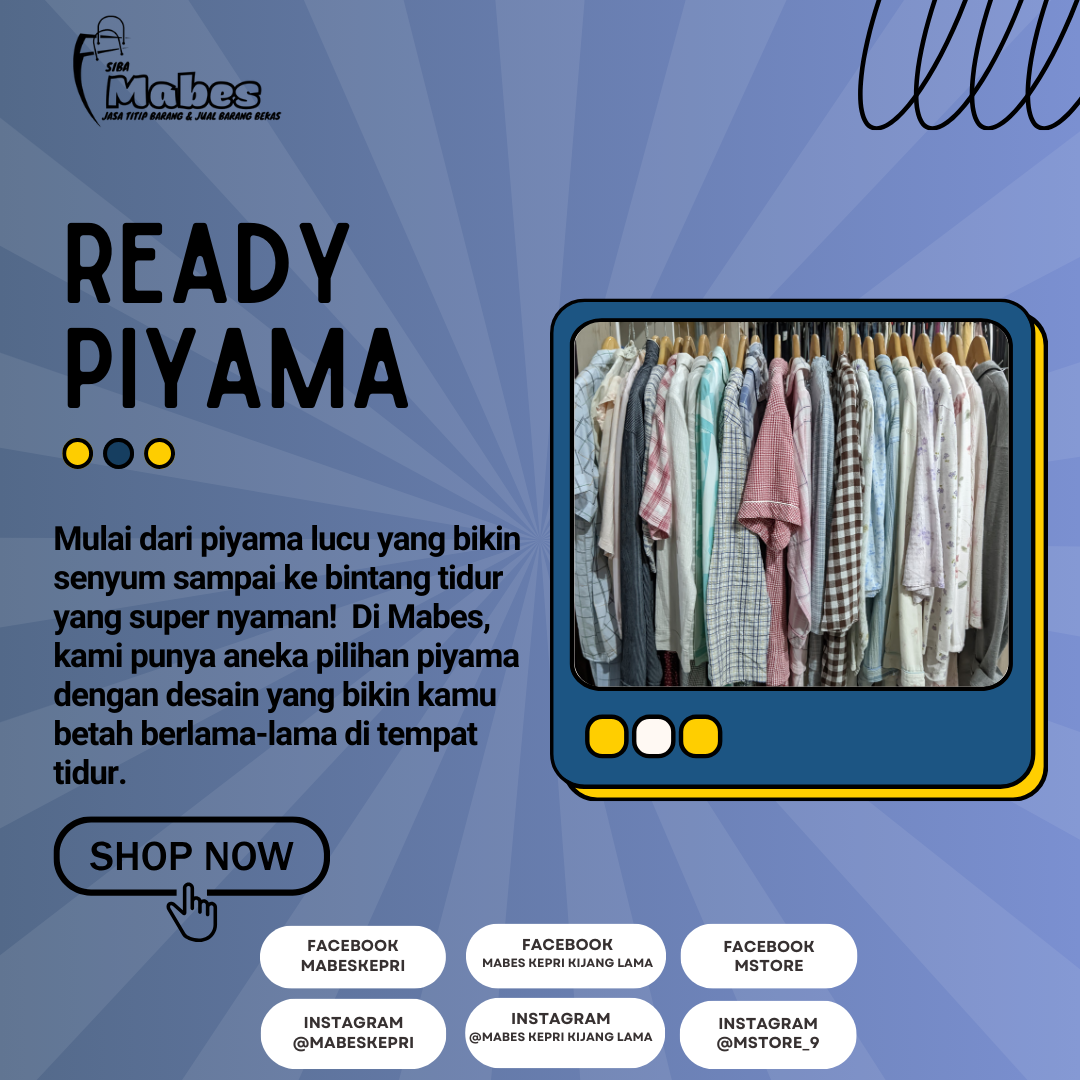 SIBA
Mabes
JASA TITIP BARANG & JUAL BARANG BEKAS
READY
PIYAMA
Mulai dari piyama lucu yang bikin
senyum sampai ke bintang tidur
yang super nyaman! Di Mabes,
kami punya aneka pilihan piyama
dengan desain yang bikin kamu
betah berlama-lama di tempat
tidur.
SHOP NOW
FACEBOOK
MABESKEPRI
FACEBOOK
MABES KEPRI KIJANG LAMA
FACEBOOK
MSTORE
INSTAGRAM
@MABESKEPRI
INSTAGRAM
@MABES KEPRI KIJANG LAMA
INSTAGRAM
@MSTORE_9